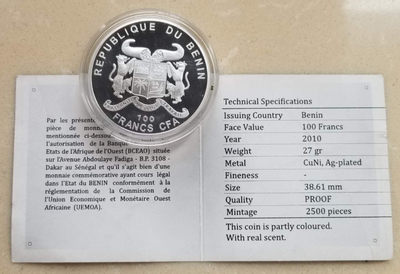 REPUBLIQUE DU BENIN
100
FRANCS CFA
Par les présente
pièce de monn
mentionnée ci-desso
l'autorisation de la Banqu
Etats de l'Afrique de l'Ouest (BCEAO) située
sur l'Avenue Abdoulaye Fadiga - B.P. 3108 -
Dakar au Sénégal et qu'il s'agit bien d'une
monnaie commémorative ayant cours légal
dans l'Etat du BENIN conformément à la
réglementation de la Commission de
l'Union Economique et Monétaire Ouest
Africaine (UEMOA).
Technical Specifications
Issuing Country Benin
Face Value 100 Francs
Year 2010
Weight 27 gr
Metal CuNi, Ag-plated
Fineness -
Size 38.61 mm
Quality PROOF
Mintage 2500 pieces
This coin is partly coloured.
With real scent.